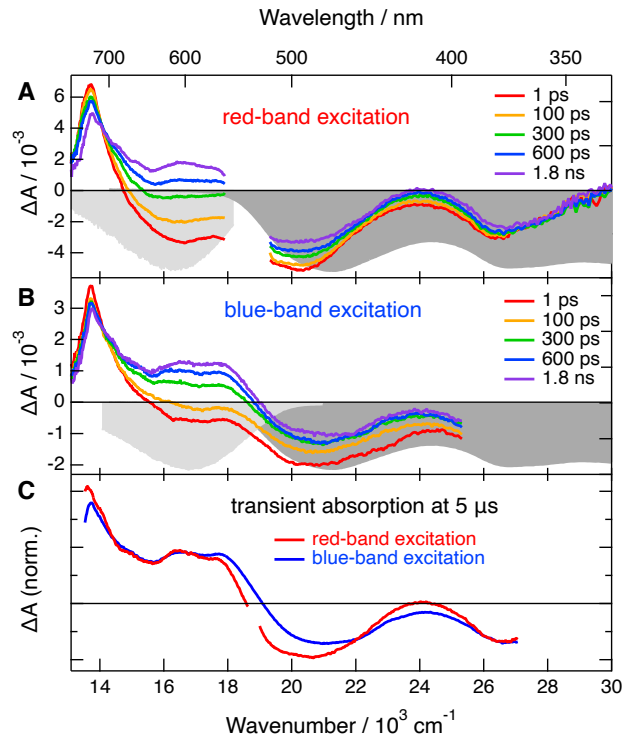 Wavelength / nm
700 600 500 400 350
A
red-band excitation
1 ps
100 ps
300 ps
600 ps
1.8 ns
ΔA / 10⁻³
6
4
2
0
-2
-4
B
blue-band excitation
1 ps
100 ps
300 ps
600 ps
1.8 ns
ΔA / 10⁻³
3
2
1
0
-1
-2
C
transient absorption at 5 µs
red-band excitation
blue-band excitation
ΔA (norm.)
14 16 18 20 22 24 26 28 30
Wavenumber / 10³ cm⁻¹